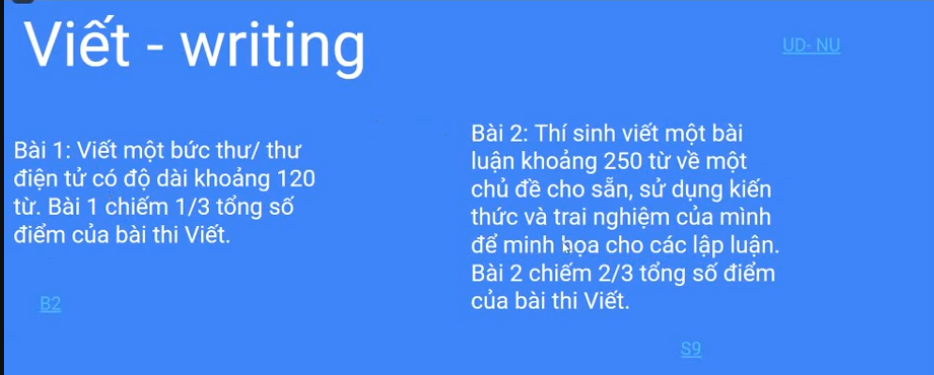 Viết - writing
UD- NU
Bài 1: Viết một bức thư/ thư
điện tử có độ dài khoảng 120
từ. Bài 1 chiếm 1/3 tổng số
điểm của bài thi Viết.
B2
Bài 2: Thí sinh viết một bài
luận khoảng 250 từ về một
chủ đề cho sẵn, sử dụng kiến
thức và trai nghiệm của mình
để minh họa cho các lập luận.
Bài 2 chiếm 2/3 tổng số điểm
của bài thi Viết.
S9